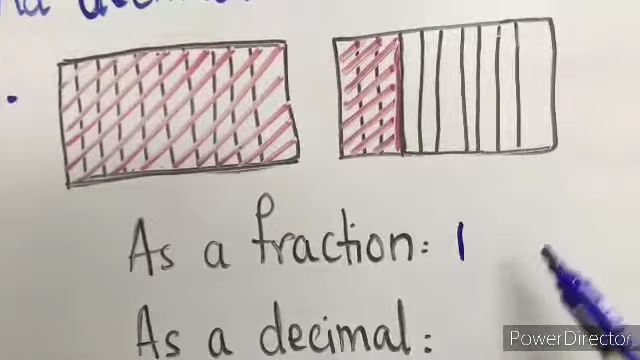 As a fraction: 1
As a decimal:
PowerDirector